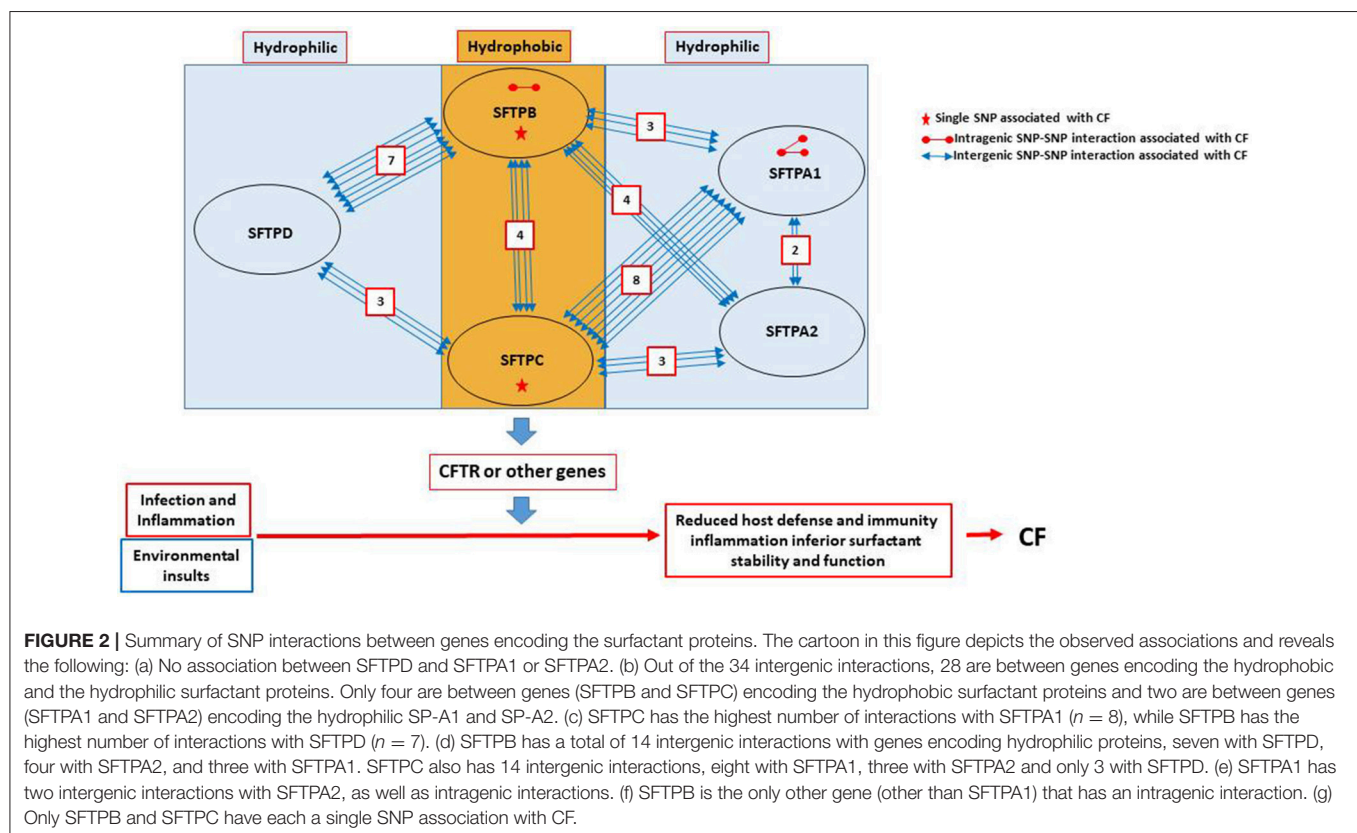 Hydrophilic
Hydrophobic
Hydrophilic
SFTPB
3
7
SFTPA1
4
SFTPD
4
2
8
3
SFTPA2
SFTPC
3
Single SNP associated with CF
Intragenic SNP-SNP interaction associated with CF
Intergenic SNP-SNP interaction associated with CF
CFTR or other genes
Infection and
Inflammation
Environmental
insults
Reduced host defense and immunity
inflammation inferior surfactant
stability and function
CF
FIGURE 2 | Summary of SNP interactions between genes encoding the surfactant proteins. The cartoon in this figure depicts the observed associations and reveals
the following: (a) No association between SFTPD and SFTPA1 or SFTPA2. (b) Out of the 34 intergenic interactions, 28 are between genes encoding the hydrophobic
and the hydrophilic surfactant proteins. Only four are between genes (SFTPB and SFTPC) encoding the hydrophobic surfactant proteins and two are between genes
(SFTPA1 and SFTPA2) encoding the hydrophilic SP-A1 and SP-A2. (c) SFTPC has the highest number of interactions with SFTPA1 (n = 8), while SFTPB has the
highest number of interactions with SFTPD (n = 7). (d) SFTPB has a total of 14 intergenic interactions with genes encoding hydrophilic proteins, seven with SFTPD,
four with SFTPA2, and three with SFTPA1. SFTPC also has 14 intergenic interactions, eight with SFTPA1, three with SFTPA2 and only 3 with SFTPD. (e) SFTPA1 has
two intergenic interactions with SFTPA2, as well as intragenic interactions. (f) SFTPB is the only other gene (other than SFTPA1) that has an intragenic interaction. (g)
Only SFTPB and SFTPC have each a single SNP association with CF.